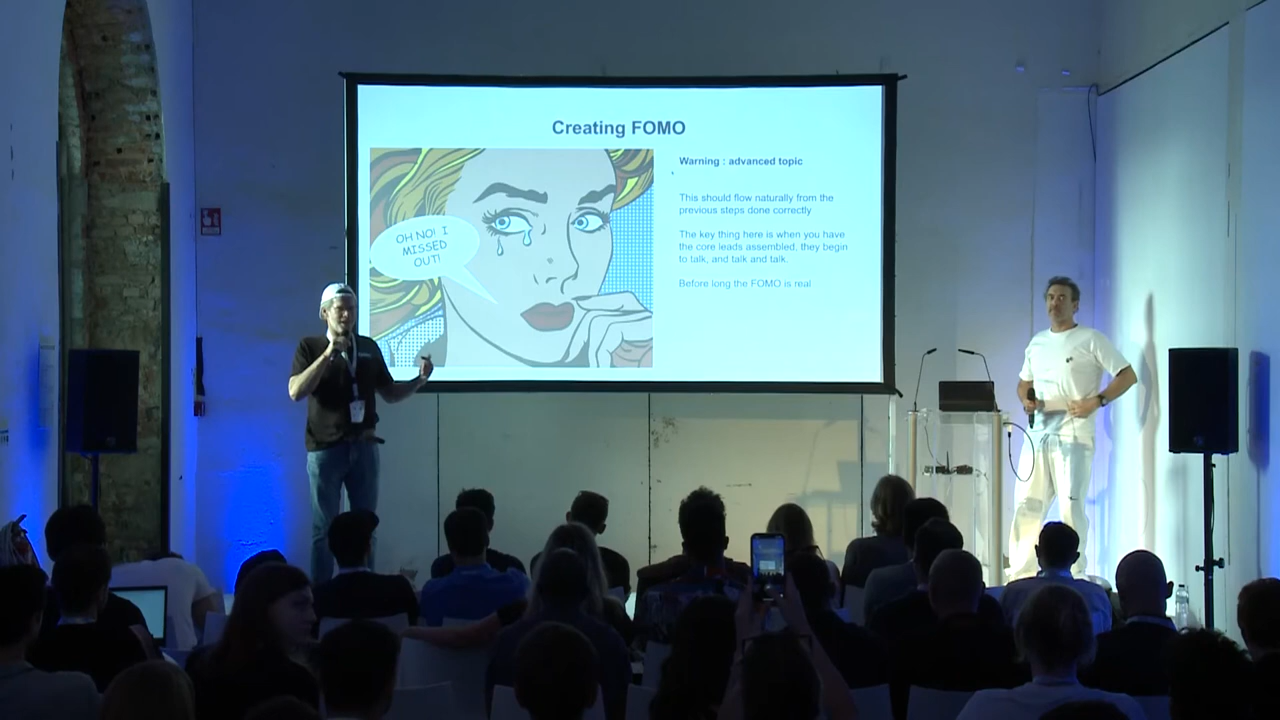 Creating FOMO
Warning : advanced topic
This should flow naturally from the
previous steps done correctly
The key thing here is when you have
the core leads assembled, they begin
to talk, and talk and talk.
Before long the FOMO is real
OH NO! I
MISSED
OUT!